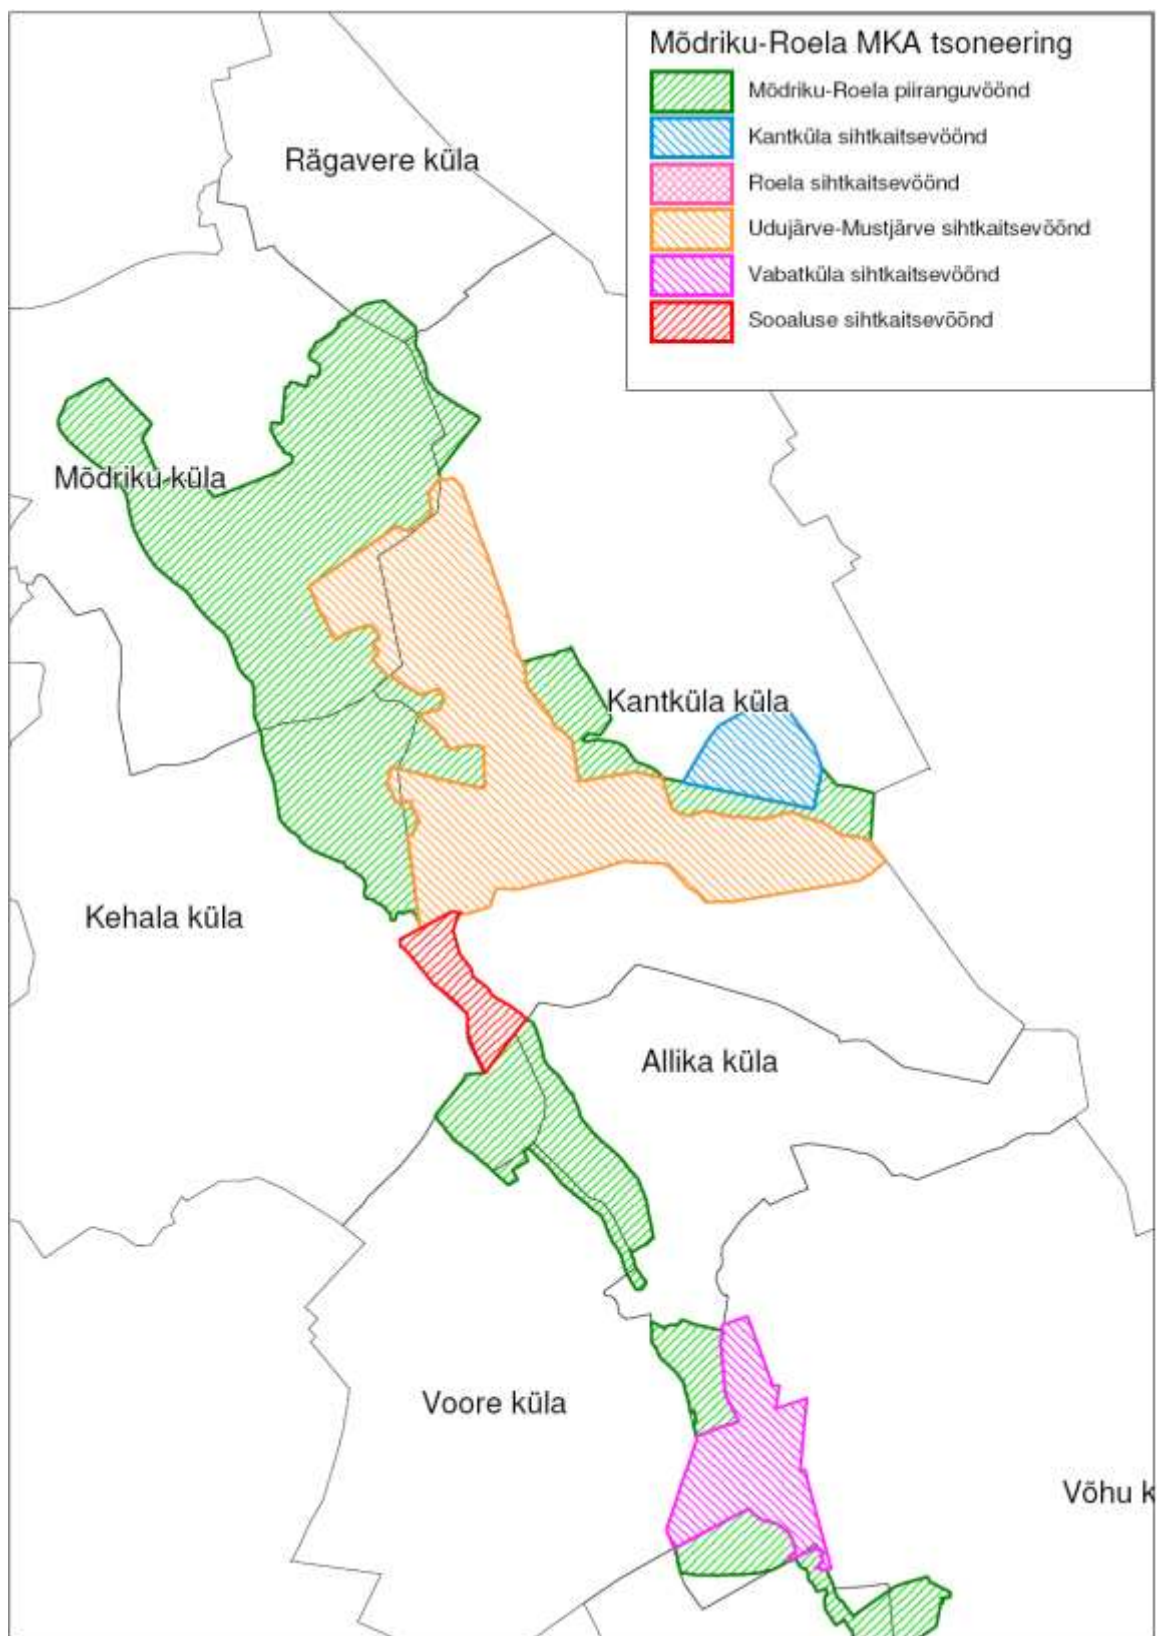 Mõdriku-Roela MKA tsoneering
Mõdriku-Roela piiranguvöönd
Kantküla sihtkaitsevöönd
Roela sihtkaitsevöönd
Udujärve-Mustjärve sihtkaitsevöönd
Vabatküla sihtkaitsevöönd
Sooaluse sihtkaitsevöönd
Rägavere küla
Mõdriku küla
Kantküla küla
Kehala küla
Allika küla
Voore küla
Võhu k